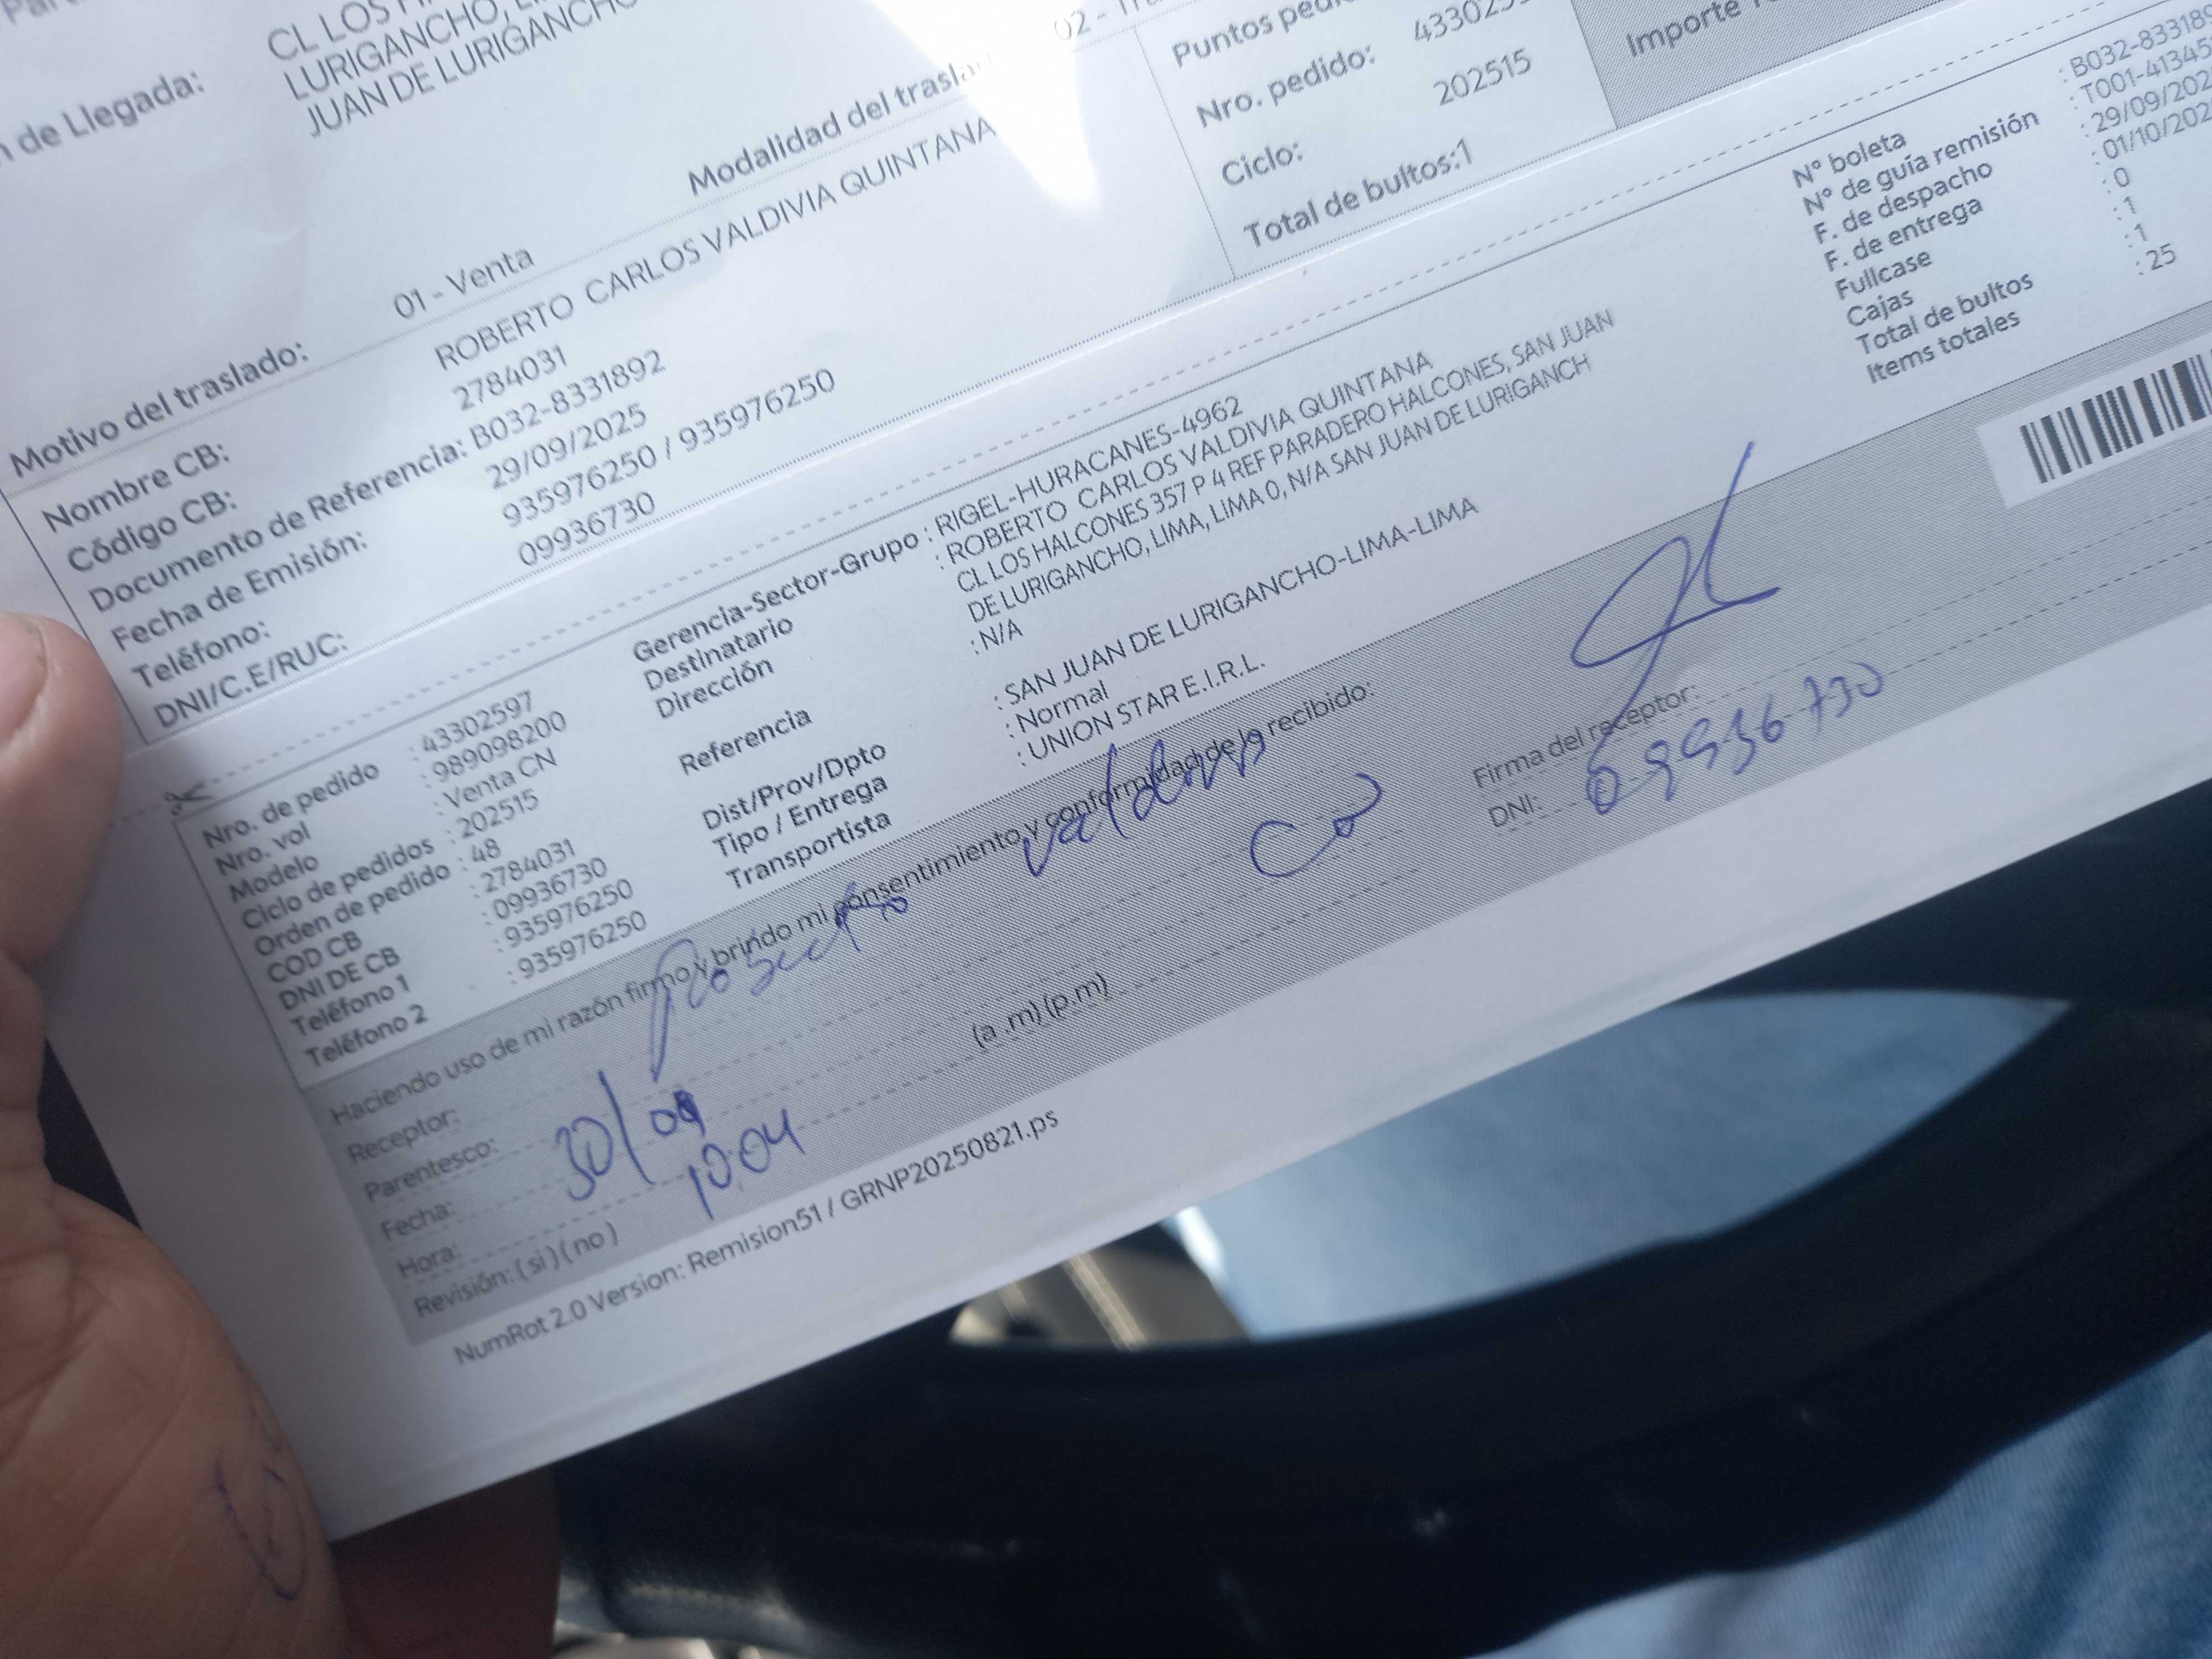 de Llegada:
CL LOS
LURIGANCHO,
JUAN DE LURIGANCHO
Motivo del traslado: 01 - Venta
Modalidad del trasla 02 -
Nombre CB: ROBERTO CARLOS VALDIVIA QUINTANA
Código CB: 2784031
Documento de Referencia: B032-8331892
Fecha de Emisión: 29/09/2025
Teléfono: 935976250 / 935976250
DNI/C.E/RUC: 09936730
Puntos
Nro. pedido:
Ciclo: 202515
Total de bultos:1
Importe
Nro. de pedido : 43302597
Nro. vol : 989098200
Modelo : Venta CN
Ciclo de pedidos : 202515
Orden de pedido : 48
COD CB : 2784031
DNI DE CB : 09936730
Teléfono 1 : 935976250
Teléfono 2 : 935976250
Gerencia-Sector-Grupo : RIGEL-HURACANES-4962
Destinatario : ROBERTO CARLOS VALDIVIA QUINTANA
Dirección CL LOS HALCONES 357 P 4 REF PARADERO HALCONES, SAN JUAN
DE LURIGANCHO, LIMA, LIMA 0, N/A SAN JUAN DE LURIGANCH
Referencia : N/A
Dist/Prov/Dpto : SAN JUAN DE LURIGANCHO-LIMA-LIMA
Tipo / Entrega : Normal
Transportista : UNION STAR E.I.R.L.
N° boleta : B032-833189
N° de guía remisión : T001-41345
F. de despacho : 29/09/202
F. de entrega : 01/10/202
Fullcase : 0
Cajas : 1
Total de bultos : 1
Items totales : 25
Haciendo uso de mi razón firmo y brindo mi consentimiento y conformidad de lo recibido:
Receptor:
Parentesco:
Fecha: 30/09
Hora: 10:04 (a .m) (p.m)
Revisión: ( si ) ( no )
Firma del receptor:
DNI: 09936730
NumRot 2.0 Version: Remision51 / GRNP20250821.ps